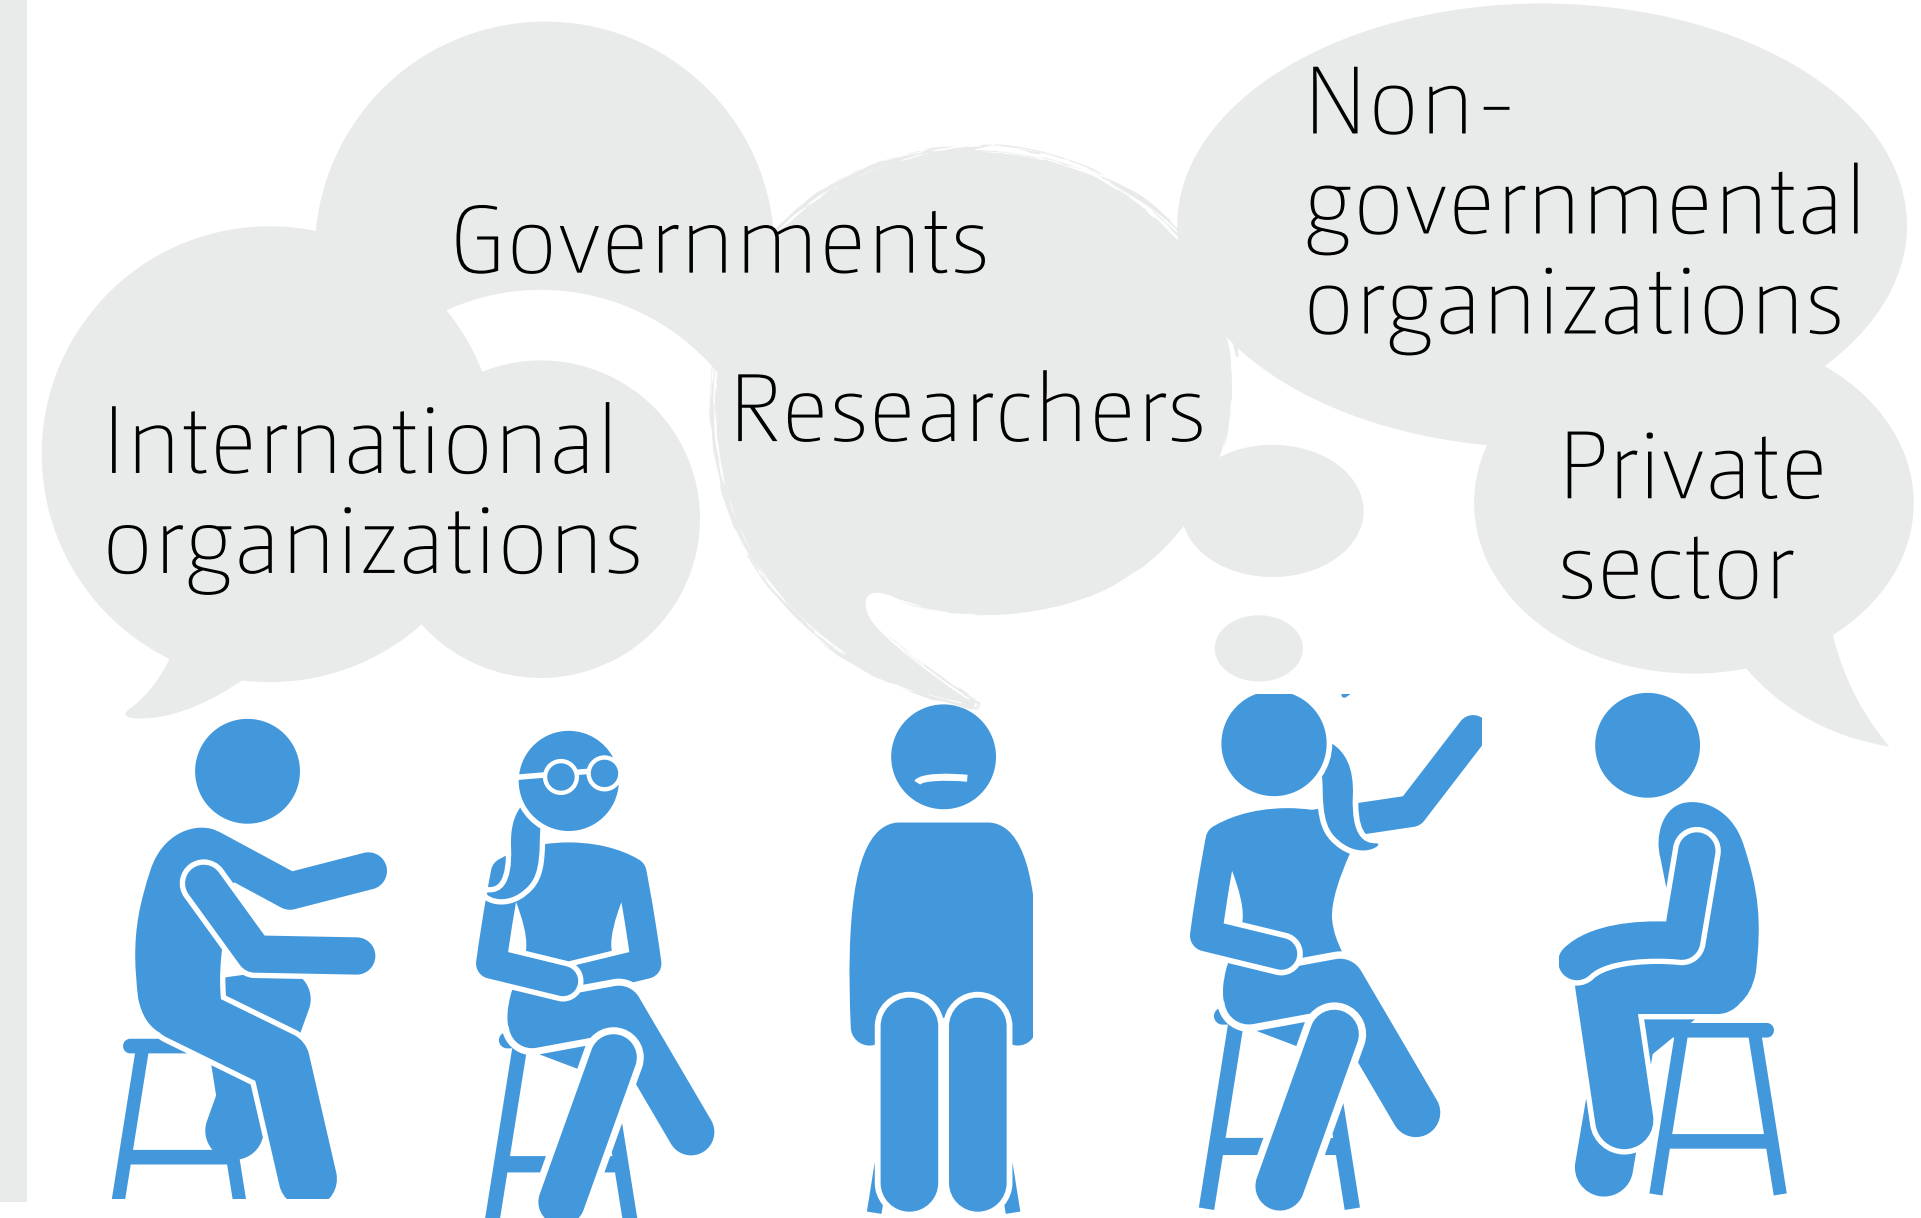 Governments
International
organizations
Researchers
Non-
governmental
organizations
Private
sector